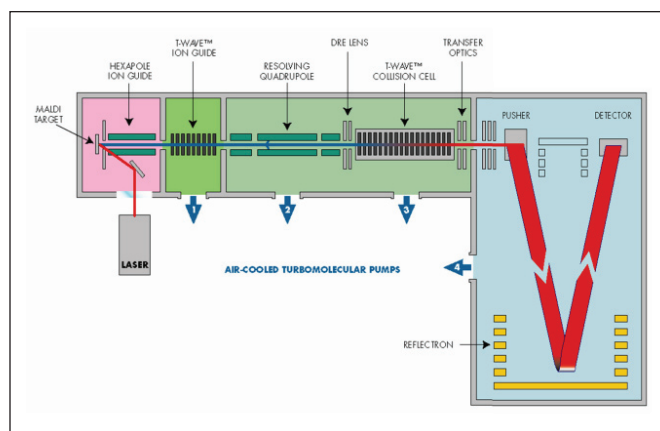 T-WAVE™
ION GUIDE
HEXAPOLE
ION GUIDE
MALDI
TARGET
RESOLVING
QUADRUPOLE
DRE LENS
T-WAVE™
COLLISION CELL
TRANSFER
OPTICS
PUSHER
DETECTOR
1
2
3
LASER
AIR-COOLED TURBOMOLECULAR PUMPS
4
REFLECTRON